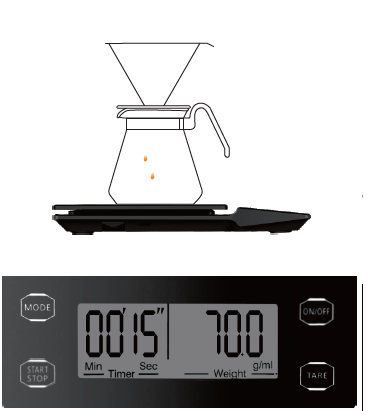 MODE
ON/OFF
00'15" 70.0
Min Sec g/ml
Timer Weight
START
STOP
TARE